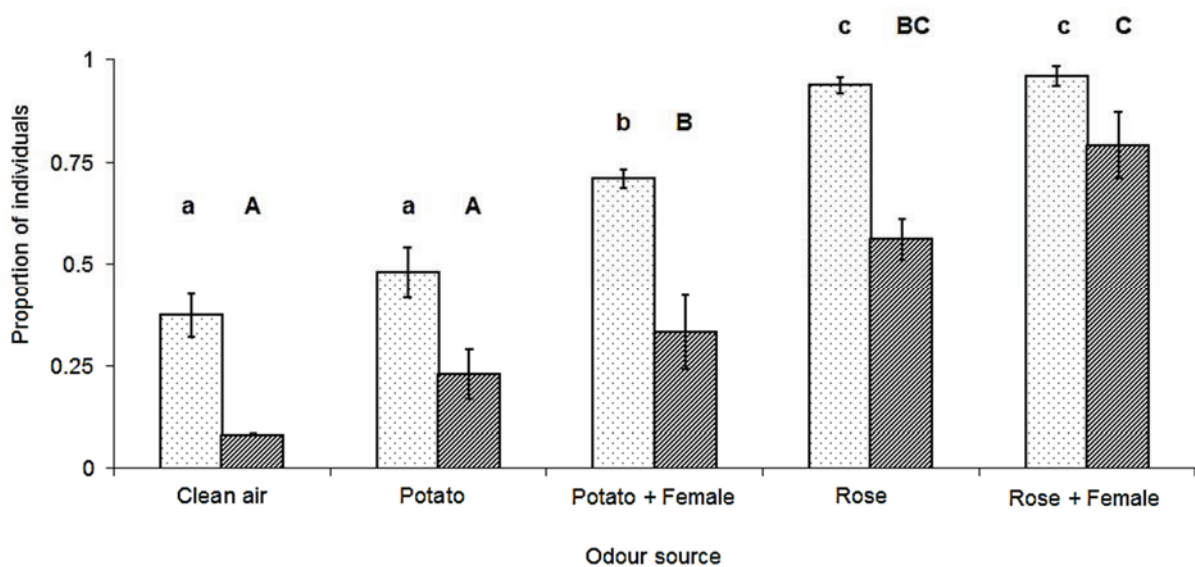 c BC c C
1
b B
0.75
a A a A
0.5
0.25
0
Proportion of individuals
Clean air Potato Potato + Female Rose Rose + Female
Odour source